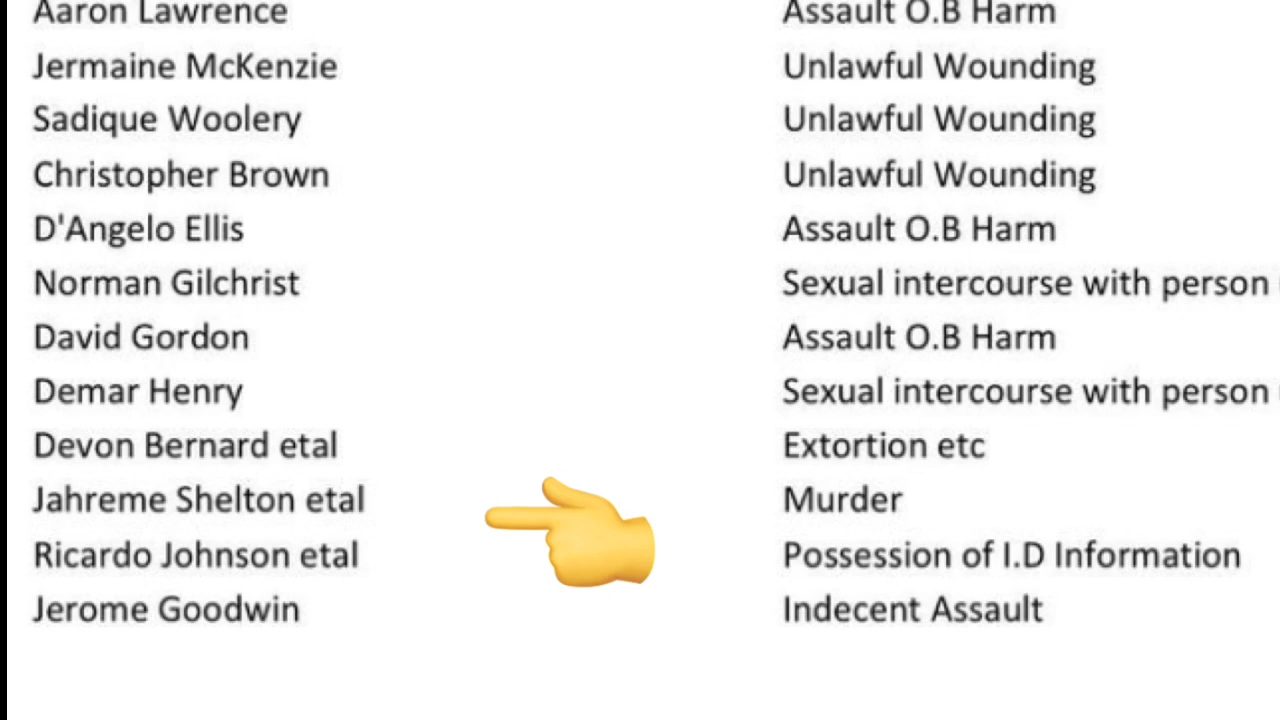 Aaron Lawrence Assault O.B Harm
Jermaine McKenzie Unlawful Wounding
Sadique Woolery Unlawful Wounding
Christopher Brown Unlawful Wounding
D'Angelo Ellis Assault O.B Harm
Norman Gilchrist Sexual intercourse with person
David Gordon Assault O.B Harm
Demar Henry Sexual intercourse with person
Devon Bernard etal Extortion etc
Jahreme Shelton etal Murder
Ricardo Johnson etal Possession of I.D Information
Jerome Goodwin Indecent Assault